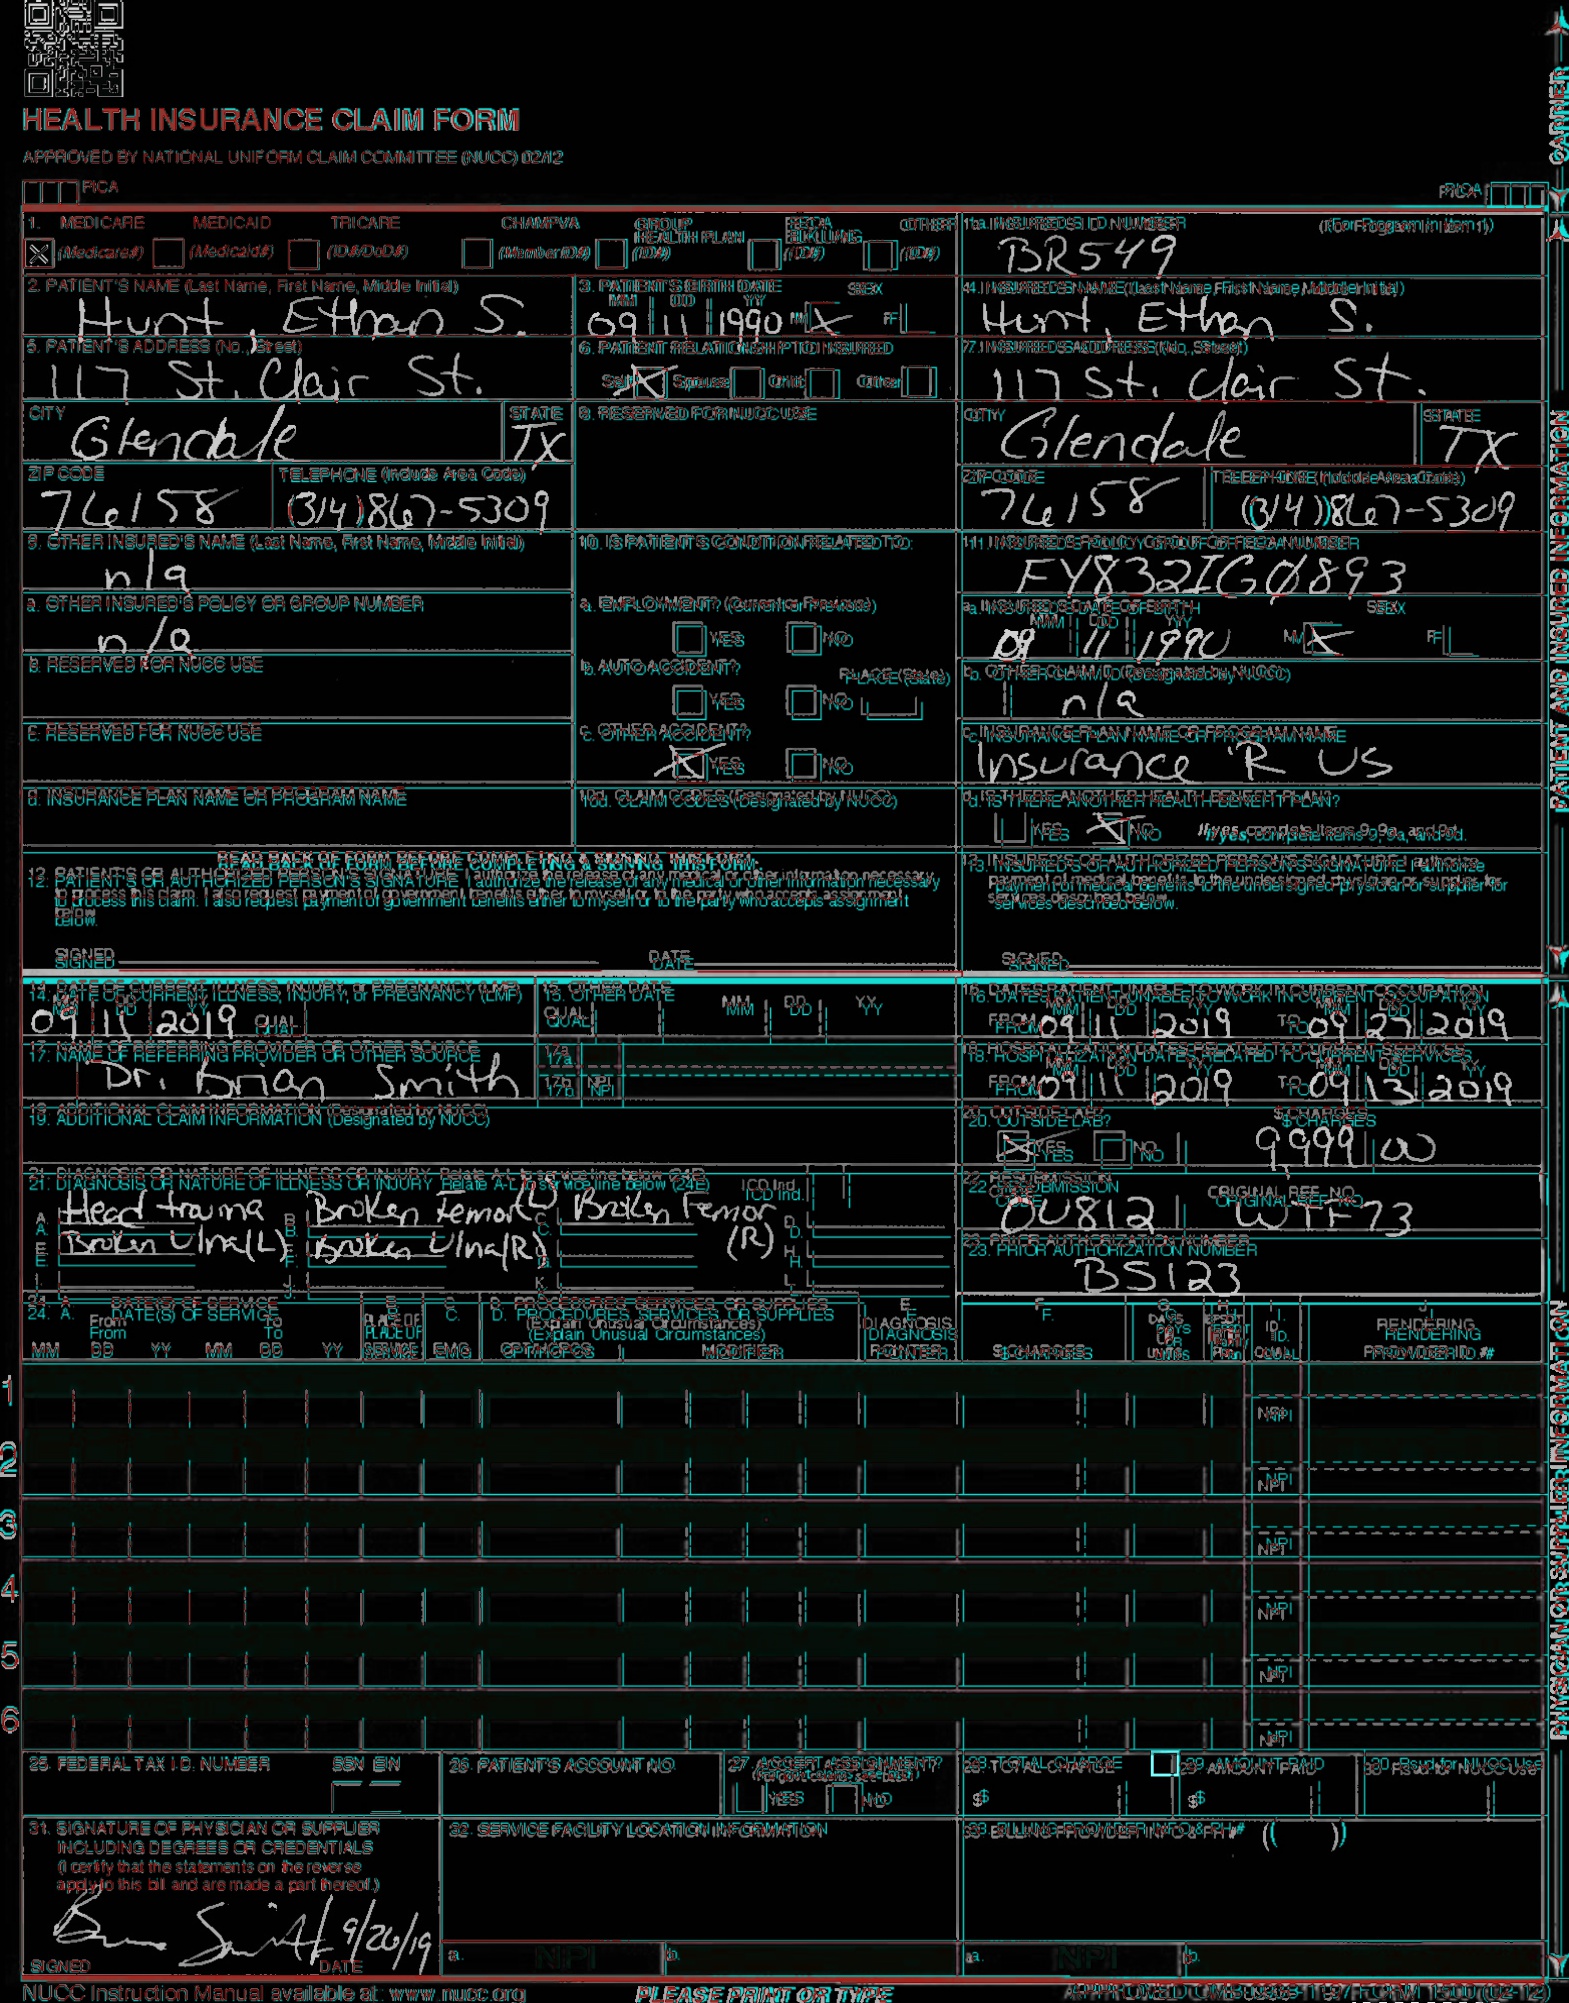 HEALTH INSURANCE CLAIM FORM
APPROVED BY NATIONAL UNIFORM CLAIM COMMITTEE (NUCC) 02/12
PICA PICA
CARRIER
1. MEDICARE MEDICAID TRICARE CHAMPVA GROUP HEALTH PLAN FECA BLKLUNG OTHER 1a. INSURED'S I.D. NUMBER (For Program in Item 1)
(Medicare#) (Medicaid#) (ID#/DoD#) (Member ID#) (ID#) (ID#) (ID#) BR549
2. PATIENT'S NAME (Last Name, First Name, Middle Initial) 3. PATIENT'S BIRTH DATE SEX 4. INSURED'S NAME (Last Name, First Name, Middle Initial)
MM DD YY
Hunt, Ethan S. 09 11 1990 M X F Hunt, Ethan S.
5. PATIENT'S ADDRESS (No., Street) 6. PATIENT RELATIONSHIP TO INSURED 7. INSURED'S ADDRESS (No., Street)
117 St. Clair St. Self X Spouse Child Other 117 St. Clair St.
CITY STATE 8. RESERVED FOR NUCC USE CITY STATE
Glendale TX Glendale TX
ZIP CODE TELEPHONE (Include Area Code) ZIP CODE TELEPHONE (Include Area Code)
76158 (314)867-5309 76158 (314)867-5309
9. OTHER INSURED'S NAME (Last Name, First Name, Middle Initial) 10. IS PATIENT'S CONDITION RELATED TO: 11. INSURED'S POLICY GROUP OR FECA NUMBER
n/a FY832IG0893
a. OTHER INSURED'S POLICY OR GROUP NUMBER a. EMPLOYMENT? (Current or Previous) a. INSURED'S DATE OF BIRTH SEX
MM DD YY
n/a YES NO 09 11 1990 M X F
b. RESERVED FOR NUCC USE b. AUTO ACCIDENT? PLACE (State) b. OTHER CLAIM ID (Designated by NUCC)
YES NO n/a
c. RESERVED FOR NUCC USE c. OTHER ACCIDENT? c. INSURANCE PLAN NAME OR PROGRAM NAME
X YES NO Insurance 'R US
d. INSURANCE PLAN NAME OR PROGRAM NAME 10d. CLAIM CODES (Designated by NUCC) d. IS THERE ANOTHER HEALTH BENEFIT PLAN?
YES X NO If yes, complete items 9, 9a, and 9d.
PATIENT AND INSURED INFORMATION
READ BACK OF FORM BEFORE COMPLETING & SIGNING THIS FORM.
12. PATIENT'S OR AUTHORIZED PERSON'S SIGNATURE I authorize the release of any medical or other information necessary
to process this claim. I also request payment of government benefits either to myself or to the party who accepts assignment
below.
13. INSURED'S OR AUTHORIZED PERSON'S SIGNATURE I authorize
payment of medical benefits to the undersigned physician or supplier for
services described below.
SIGNED DATE SIGNED
14. DATE OF CURRENT ILLNESS, INJURY, or PREGNANCY (LMP) 15. OTHER DATE MM DD YY 16. DATES PATIENT UNABLE TO WORK IN CURRENT OCCUPATION
MM DD YY QUAL. MM DD YY MM DD YY
09 11 2019 QUAL. FROM 09 11 2019 TO 09 27 2019
17. NAME OF REFERRING PROVIDER OR OTHER SOURCE 17a. 18. HOSPITALIZATION DATES RELATED TO CURRENT SERVICES
MM DD YY MM DD YY
Dr. Brian Smith 17b. NPI FROM 09 11 2019 TO 09 13 2019
19. ADDITIONAL CLAIM INFORMATION (Designated by NUCC) 20. OUTSIDE LAB? $ CHARGES
X YES NO 9,999 00
21. DIAGNOSIS OR NATURE OF ILLNESS OR INJURY Relate A-L to service line below (24E) ICD Ind. 22. RESUBMISSION CODE ORIGINAL REF. NO.
A. Head trauma B. Broken Femor(L) C. Broken Femor (R) D. OU812 WTF73
E. Broken Ulna(L) F. Broken Ulna(R) G. H. 23. PRIOR AUTHORIZATION NUMBER
I. J. K. L. BS123
24. A. DATE(S) OF SERVICE B. C. D. PROCEDURES, SERVICES, OR SUPPLIES E. F. G. H. I. J.
From To PLACE OF SERVICE EMG (Explain Unusual Circumstances) DIAGNOSIS POINTER $ CHARGES DAYS OR UNITS EPSDT Family Plan ID. QUAL. RENDERING PROVIDER ID. #
MM DD YY MM DD YY CPT/HCPCS MODIFIER
1 NPI
2 NPI
3 NPI
4 NPI
5 NPI
6 NPI
PHYSICIAN OR SUPPLIER INFORMATION
25. FEDERAL TAX I.D. NUMBER SSN EIN 26. PATIENT'S ACCOUNT NO. 27. ACCEPT ASSIGNMENT? 28. TOTAL CHARGE 29. AMOUNT PAID 30. Rsvd for NUCC Use
(For govt. claims, see back)
YES NO $ $
31. SIGNATURE OF PHYSICIAN OR SUPPLIER 32. SERVICE FACILITY LOCATION INFORMATION 33. BILLING PROVIDER INFO & PH # ( )
INCLUDING DEGREES OR CREDENTIALS
(I certify that the statements on the reverse
apply to this bill and are made a part thereof.)
9/26/19
SIGNED DATE a. NPI b. a. NPI b.
NUCC Instruction Manual available at: www.nucc.org PLEASE PRINT OR TYPE APPROVED OMB-0938-1197 FORM 1500 (02-12)